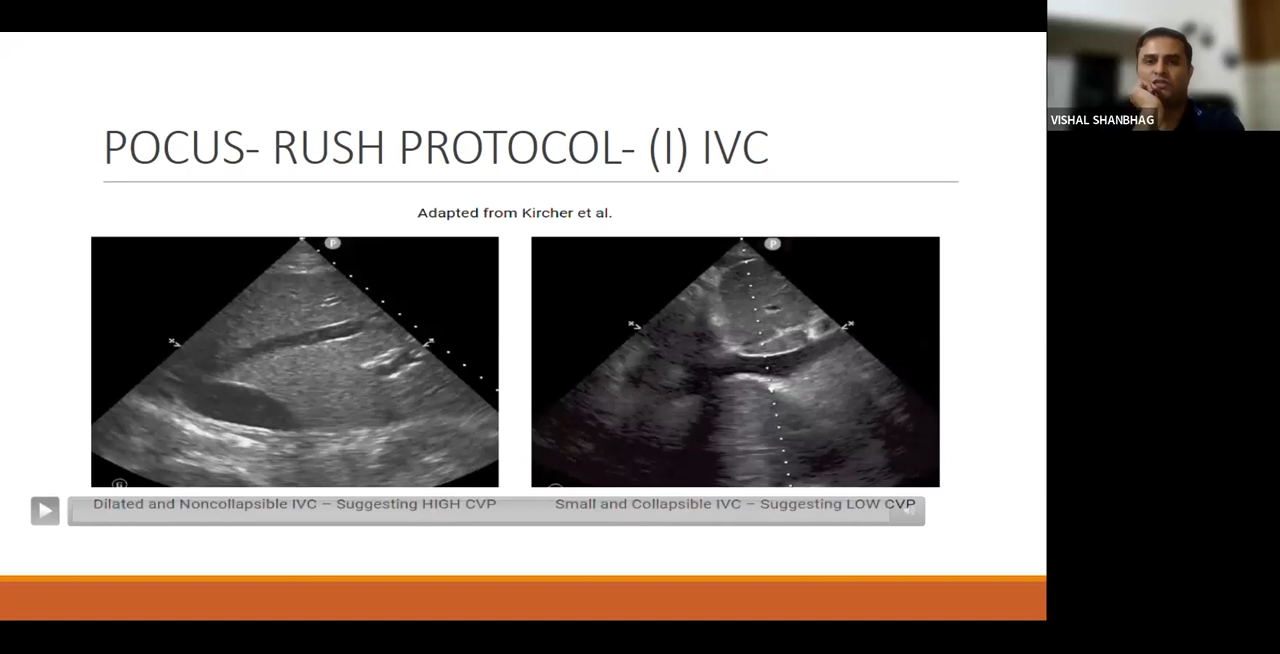 POCUS- RUSH PROTOCOL- (I) IVC
Adapted from Kircher et al.
P
P
Dilated and Noncollapsible IVC – Suggesting HIGH CVP
Small and Collapsible IVC – Suggesting LOW CVP
VISHAL SHANBHAG